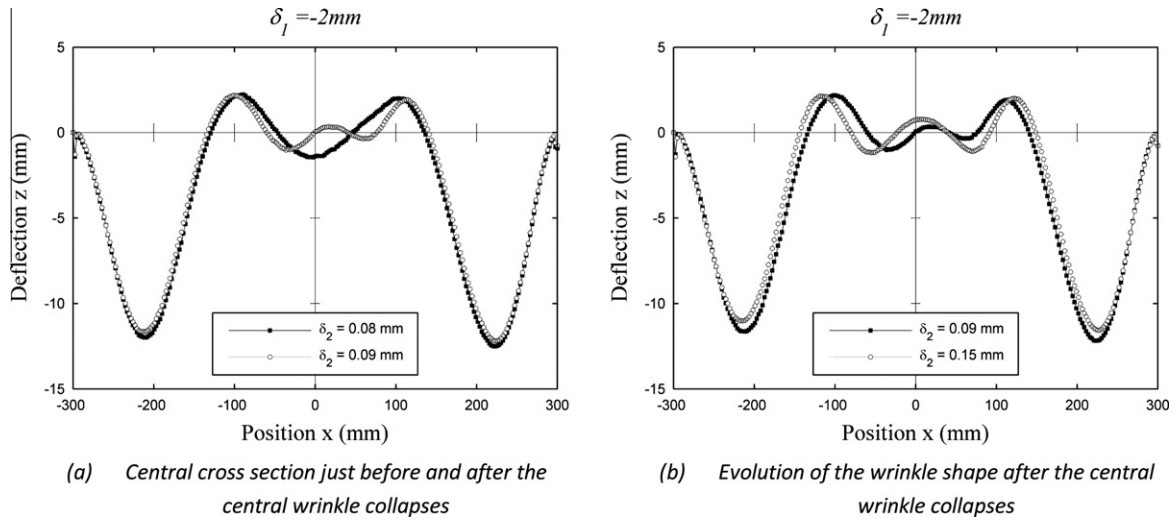 δ₁ =-2mm
5
0
-5
-10
-15
Deflection z (mm)
δ₂ = 0.08 mm
δ₂ = 0.09 mm
-300 -200 -100 0 100 200 300
Position x (mm)
(a) Central cross section just before and after the
central wrinkle collapses
δ₁ =-2mm
5
0
-5
-10
-15
Deflection z (mm)
δ₂ = 0.09 mm
δ₂ = 0.15 mm
-300 -200 -100 0 100 200 300
Position x (mm)
(b) Evolution of the wrinkle shape after the central
wrinkle collapses